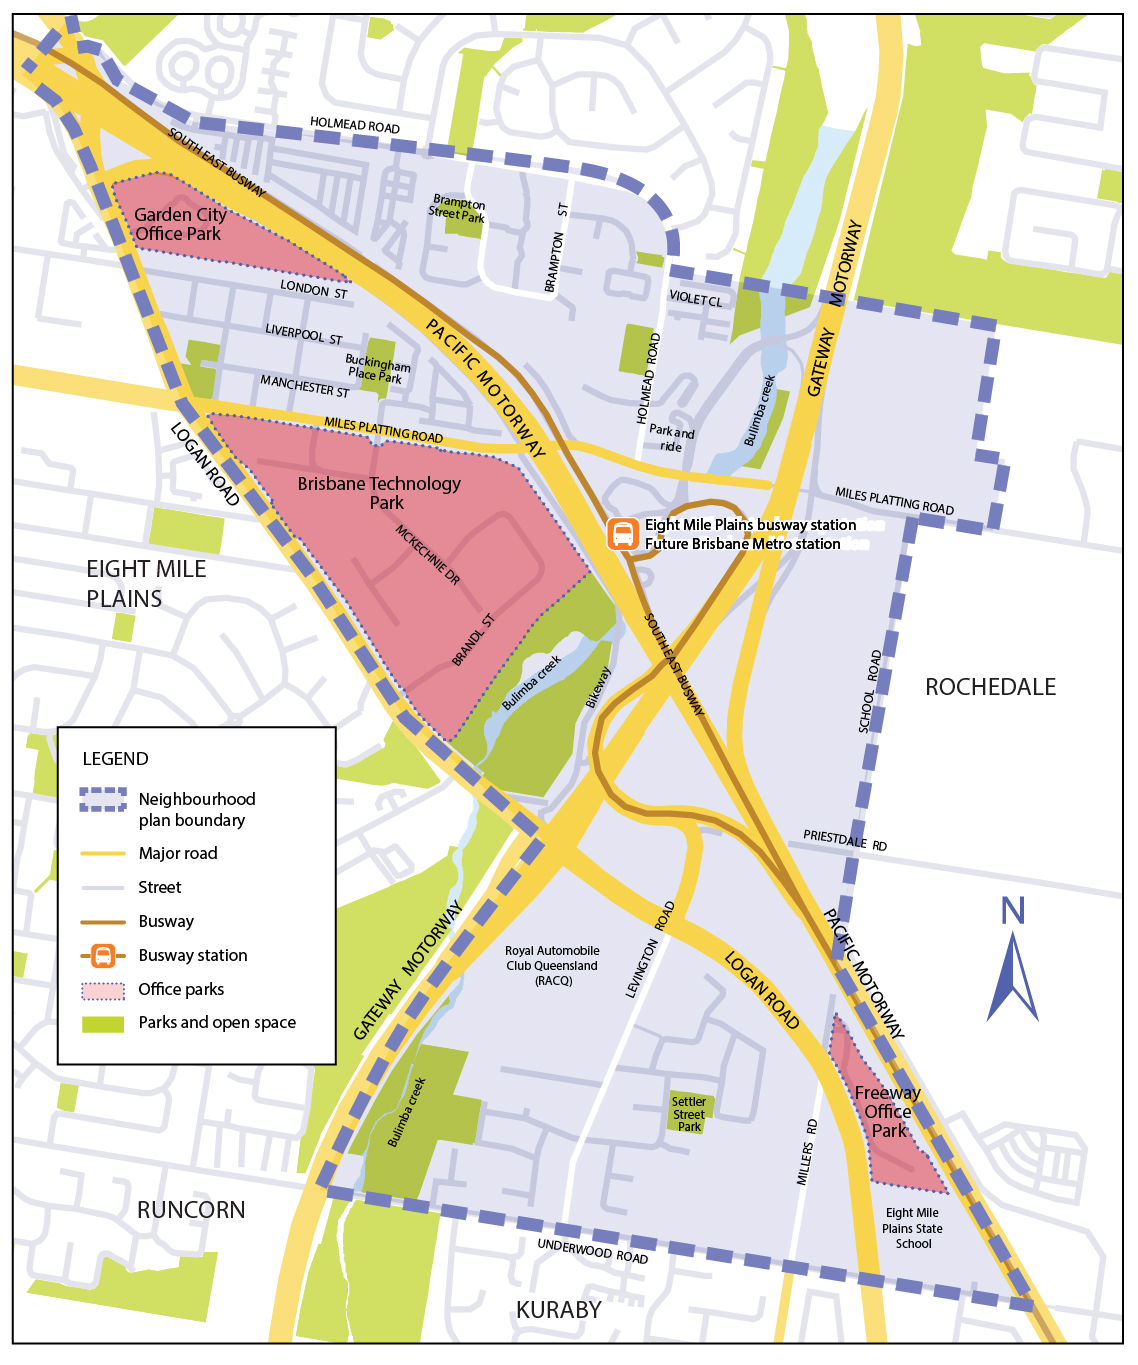 HOLMEAD ROAD
SOUTH EAST BUSWAY
Garden City
Office Park
Brampton
Street Park
BRAMPTON ST
VIOLET CL
GATEWAY MOTORWAY
LONDON ST
LIVERPOOL ST
Buckingham
Place Park
MANCHESTER ST
PACIFIC MOTORWAY
HOLMEAD ROAD
Park and
ride
Bulimba creek
MILES PLATTING ROAD
LOGAN ROAD
Brisbane Technology
Park
MCKECHNIE DR
BRANDL ST
MILES PLATTING ROAD
Eight Mile Plains busway station
Future Brisbane Metro station
EIGHT MILE
PLAINS
Bulimba creek
Bikeway
SOUTH EAST BUSWAY
SCHOOL ROAD
ROCHEDALE
LEGEND
Neighbourhood
plan boundary
Major road
Street
Busway
Busway station
Office parks
Parks and open space
PRIESTDALE RD
N
GATEWAY MOTORWAY
Royal Automobile
Club Queensland
(RACQ)
LEVINGTON ROAD
LOGAN ROAD
PACIFIC MOTORWAY
Bulimba creek
Settler
Street
Park
MILLERS RD
Freeway
Office
Park
RUNCORN
Eight Mile
Plains State
School
UNDERWOOD ROAD
KURABY